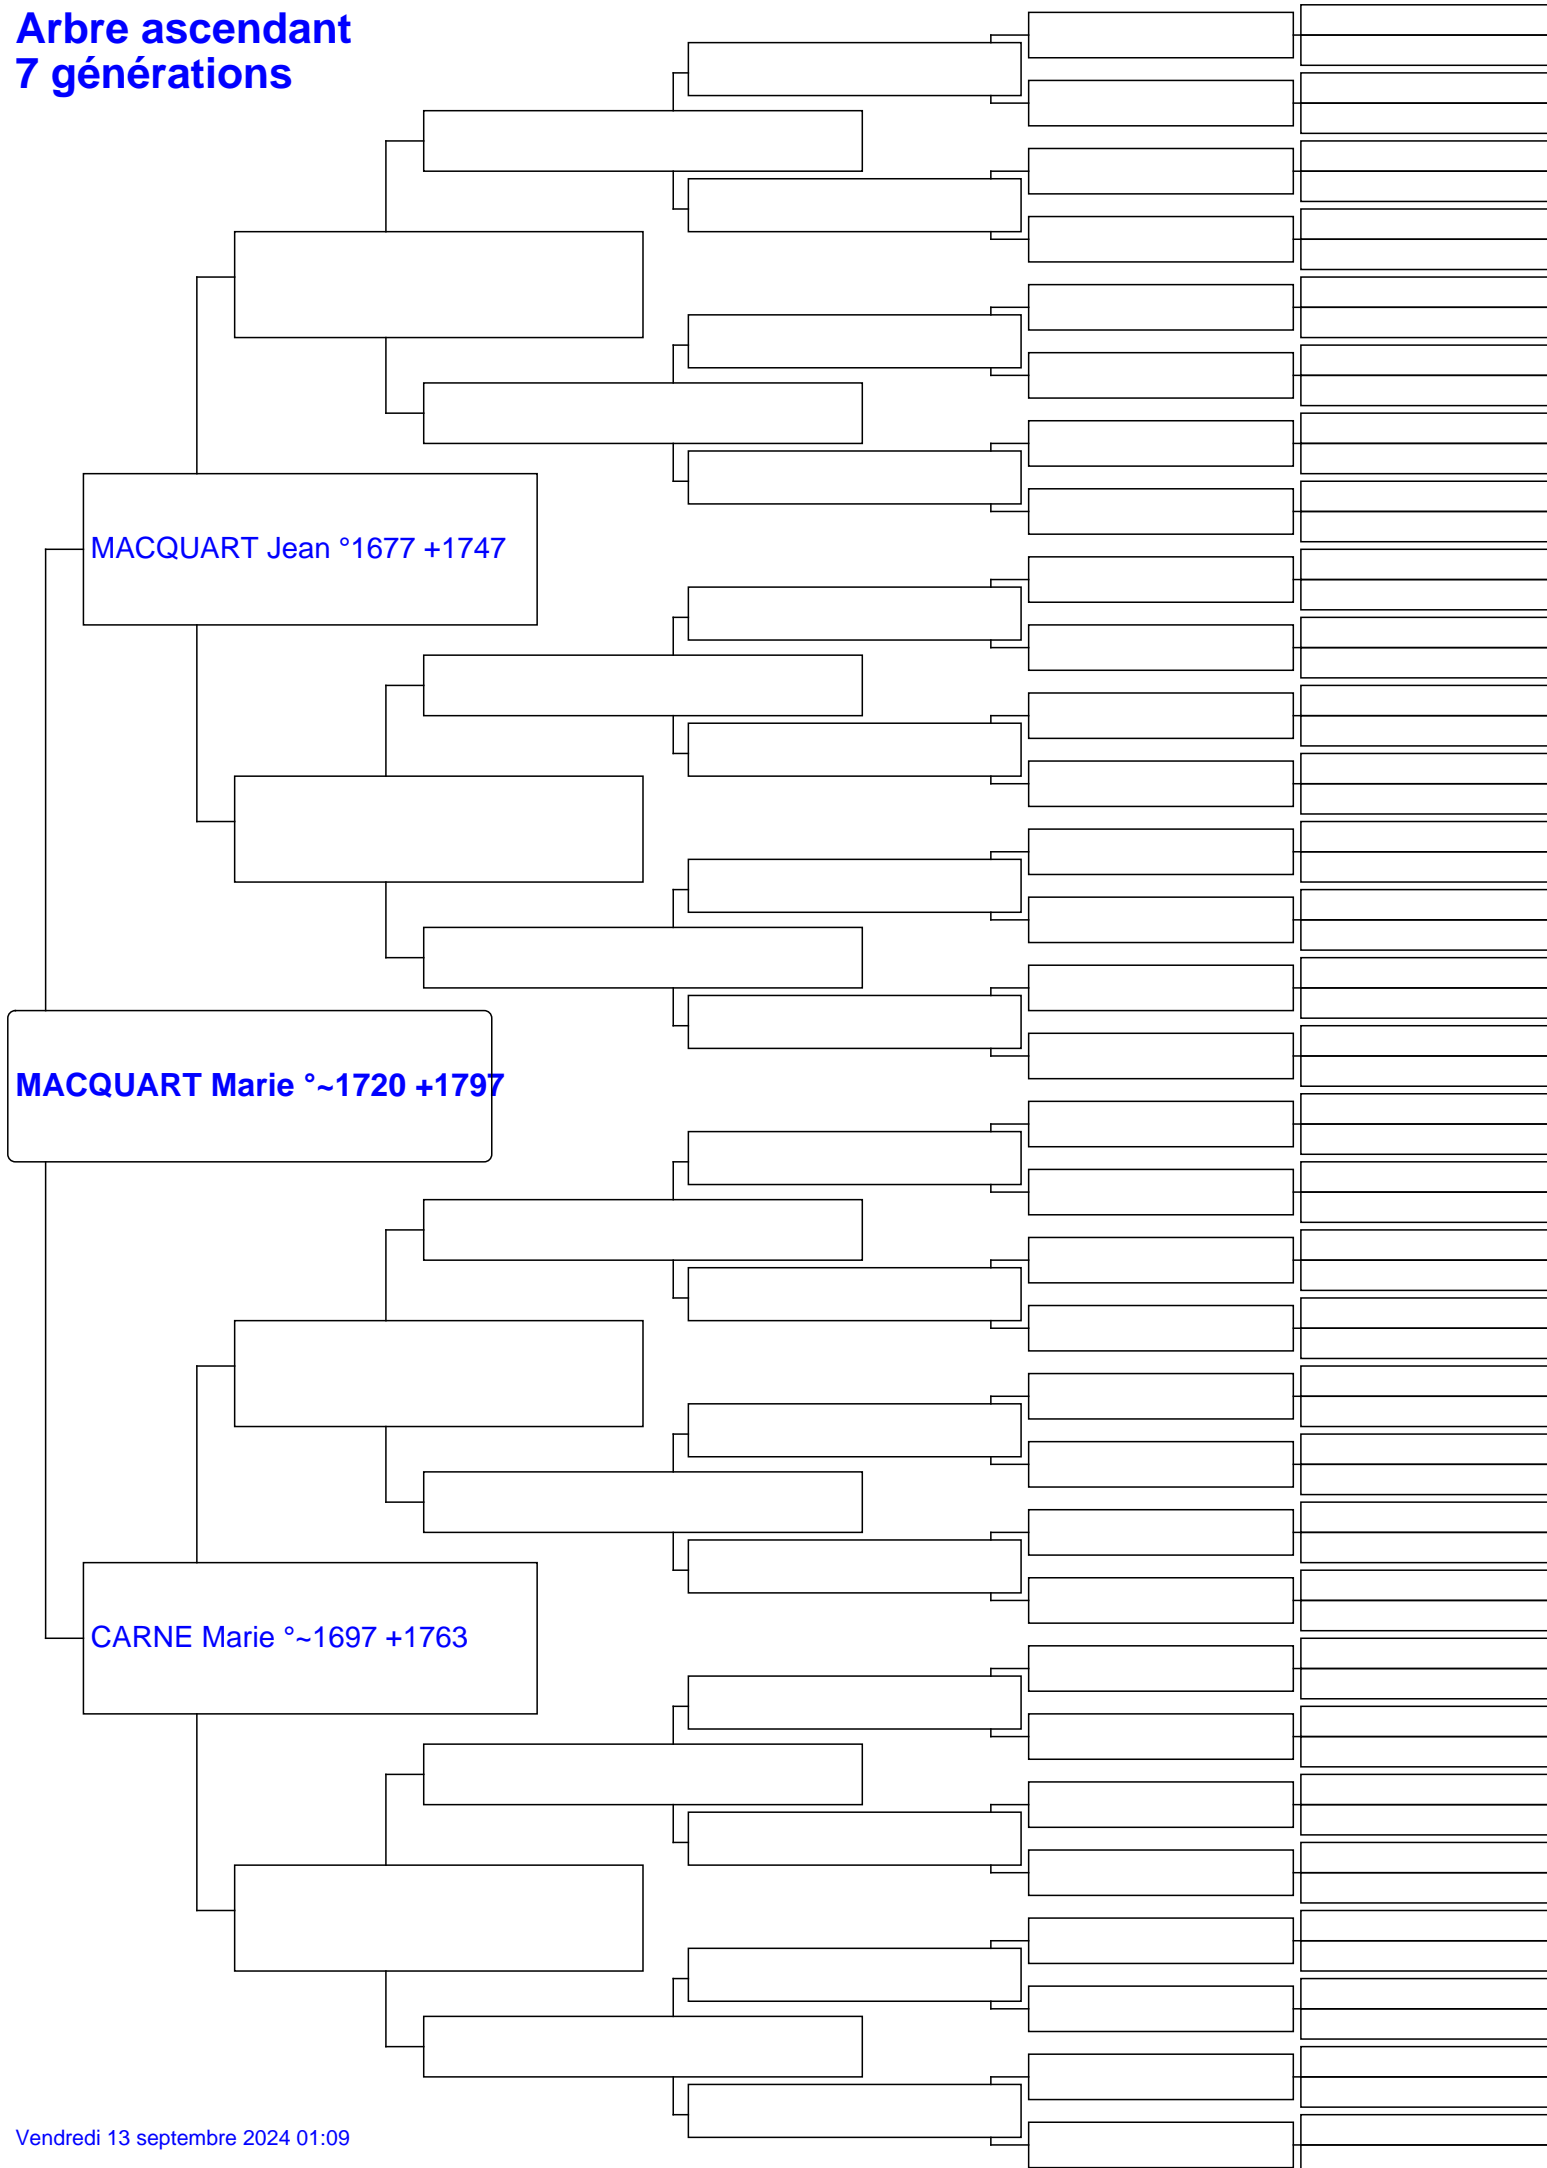 Arbre ascendant
7 générations
MACQUART Jean °1677 +1747
MACQUART Marie °~1720 +1797
CARNE Marie °~1697 +1763
Vendredi 13 septembre 2024 01:09